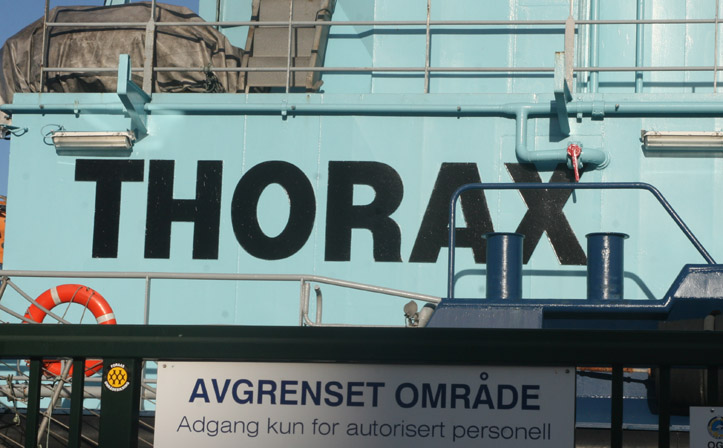 THORAX
AVGRENSET OMRÅDE
Adgang kun for autorisert personell